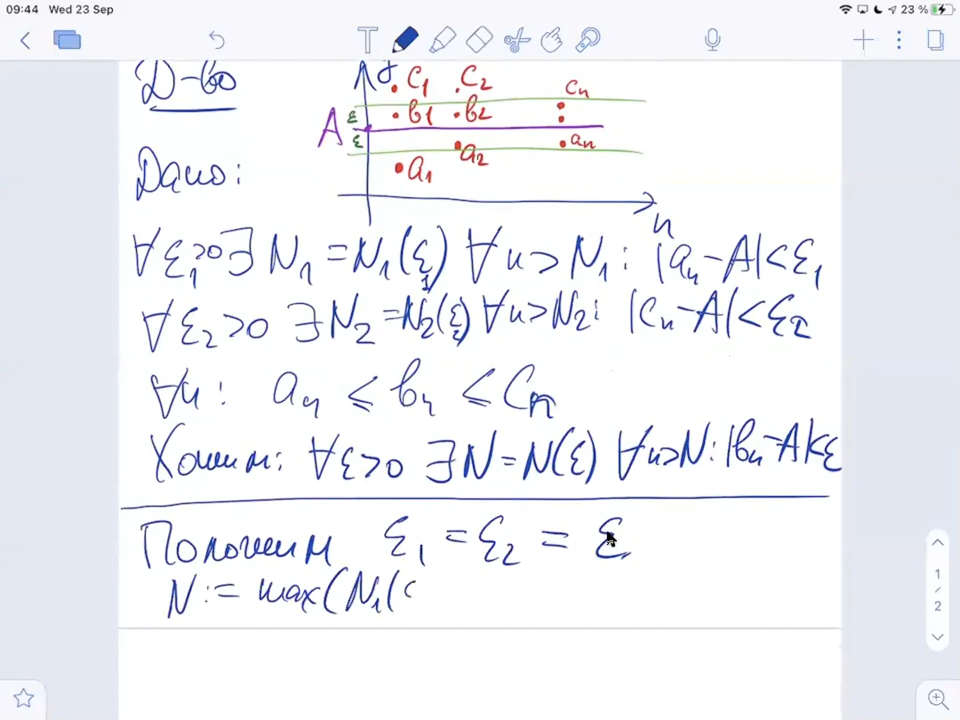 09:44 Wed 23 Sep
23 %
T
Д-во
c1 c2 cn
A ε b1 b2
ε a1 a2 an
n
Дано:
∀ε₁>0 ∃ N₁ = N₁(ε₁) ∀n > N₁: |aₙ - A| < ε₁
∀ε₂>0 ∃ N₂ = N₂(ε₂) ∀n > N₂: |cₙ - A| < ε₂
∀n: aₙ ≤ bₙ ≤ cₙ
Хотим: ∀ε>0 ∃N = N(ε) ∀n>N: |bₙ - A| < ε
Положим ε₁ = ε₂ = ε
N := max(N₁(
1
/
2